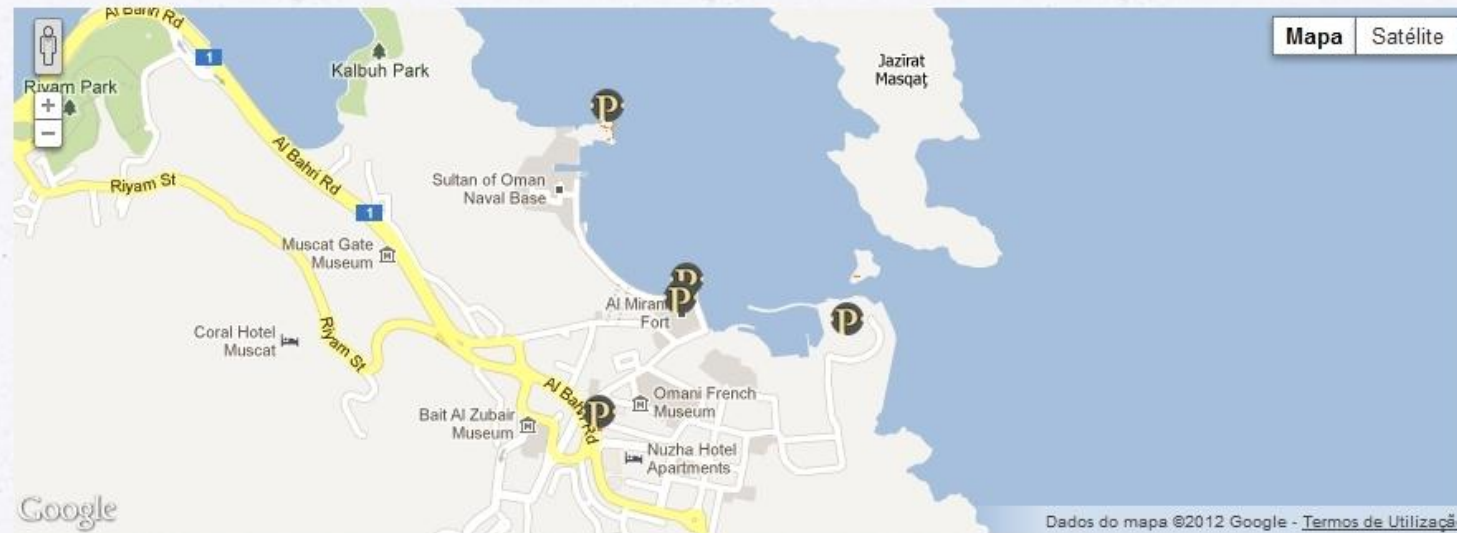 Al Bahri Rd
1
Kalbuh Park
Riyam Park
+
−
Jazīrat
Masqaţ
Mapa
Satélite
P
Al Bahri Rd
Riyam St
Sultan of Oman
Naval Base
1
Muscat Gate
Museum
P
P
Al Mirani
Fort
P
Coral Hotel
Muscat
Riyam St
Al Bahri Rd
P
Omani French
Museum
Bait Al Zubair
Museum
Nuzha Hotel
Apartments
Google
Dados do mapa ©2012 Google - Termos de Utilizaçã